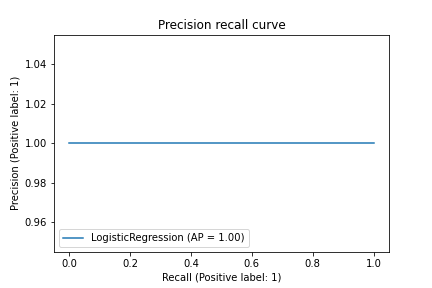 Precision recall curve
Precision (Positive label: 1)
1.04
1.02
1.00
0.98
0.96
LogisticRegression (AP = 1.00)
0.0 0.2 0.4 0.6 0.8 1.0
Recall (Positive label: 1)